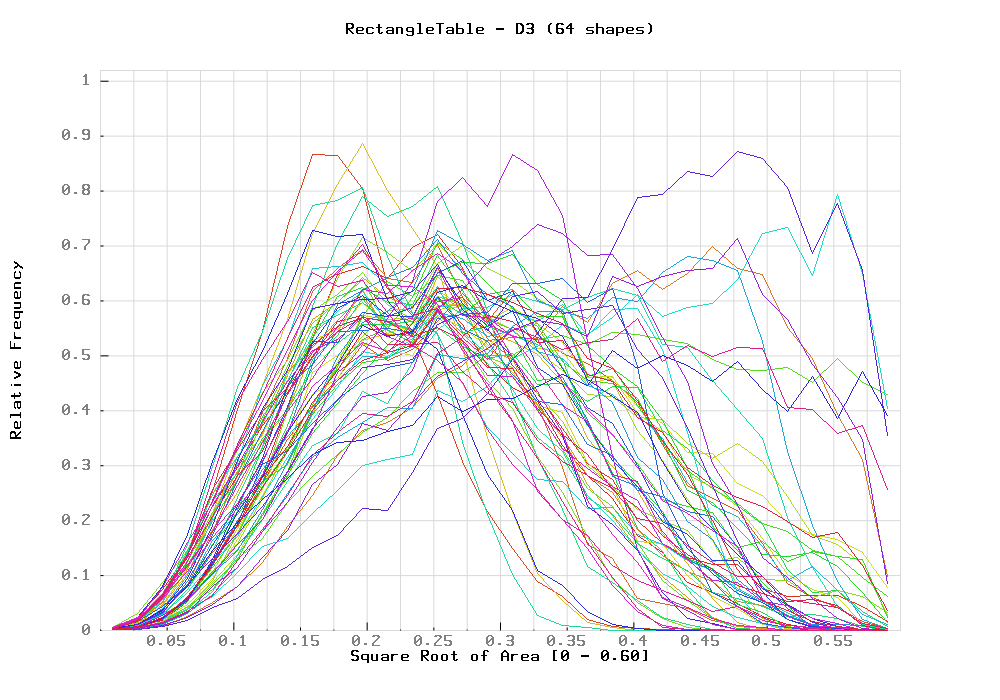 RectangleTable - D3 (64 shapes)
1
0.9
0.8
0.7
0.6
0.5
0.4
0.3
0.2
0.1
0
Relative Frequency
0.05 0.1 0.15 0.2 0.25 0.3 0.35 0.4 0.45 0.5 0.55
Square Root of Area [0 - 0.60]